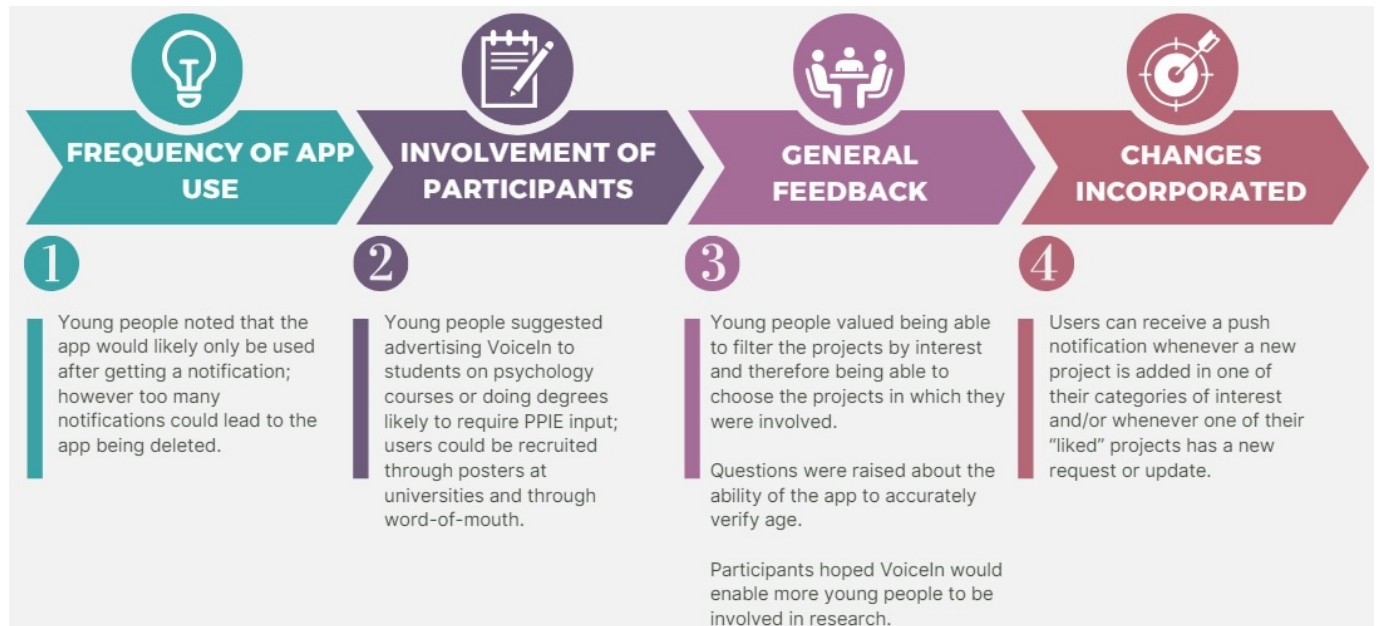 FREQUENCY OF APP
USE
INVOLVEMENT OF
PARTICIPANTS
GENERAL
FEEDBACK
CHANGES
INCORPORATED
1
Young people noted that the
app would likely only be used
after getting a notification;
however too many
notifications could lead to the
app being deleted.
2
Young people suggested
advertising VoiceIn to
students on psychology
courses or doing degrees
likely to require PPIE input;
users could be recruited
through posters at
universities and through
word-of-mouth.
3
Young people valued being able
to filter the projects by interest
and therefore being able to
choose the projects in which they
were involved.
Questions were raised about the
ability of the app to accurately
verify age.
Participants hoped VoiceIn would
enable more young people to be
involved in research.
4
Users can receive a push
notification whenever a new
project is added in one of
their categories of interest
and/or whenever one of their
“liked” projects has a new
request or update.